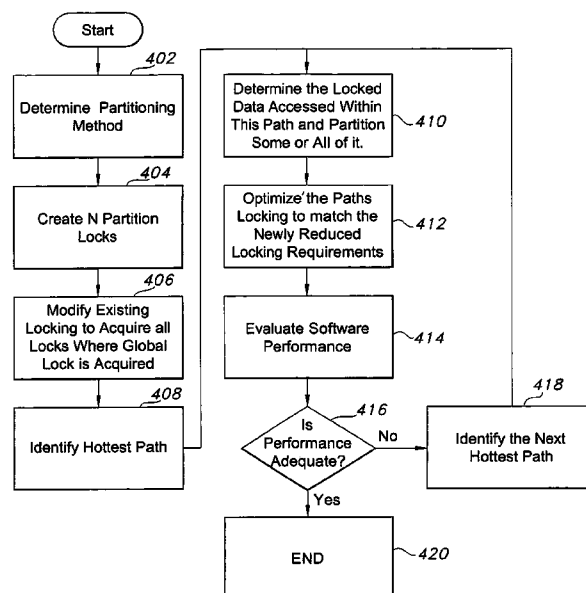 Start
402
Determine Partitioning
Method
404
Create N Partition
Locks
406
Modify Existing
Locking to Acquire all
Locks Where Global
Lock is Acquired
408
Identify Hottest Path
Determine the Locked
Data Accessed Within
This Path and Partition
Some or All of it.
410
Optimize the Paths
Locking to match the
Newly Reduced
Locking Requirements
412
Evaluate Software
Performance
414
416
Is
Performance
Adequate?
No
Yes
418
Identify the Next
Hottest Path
END
420